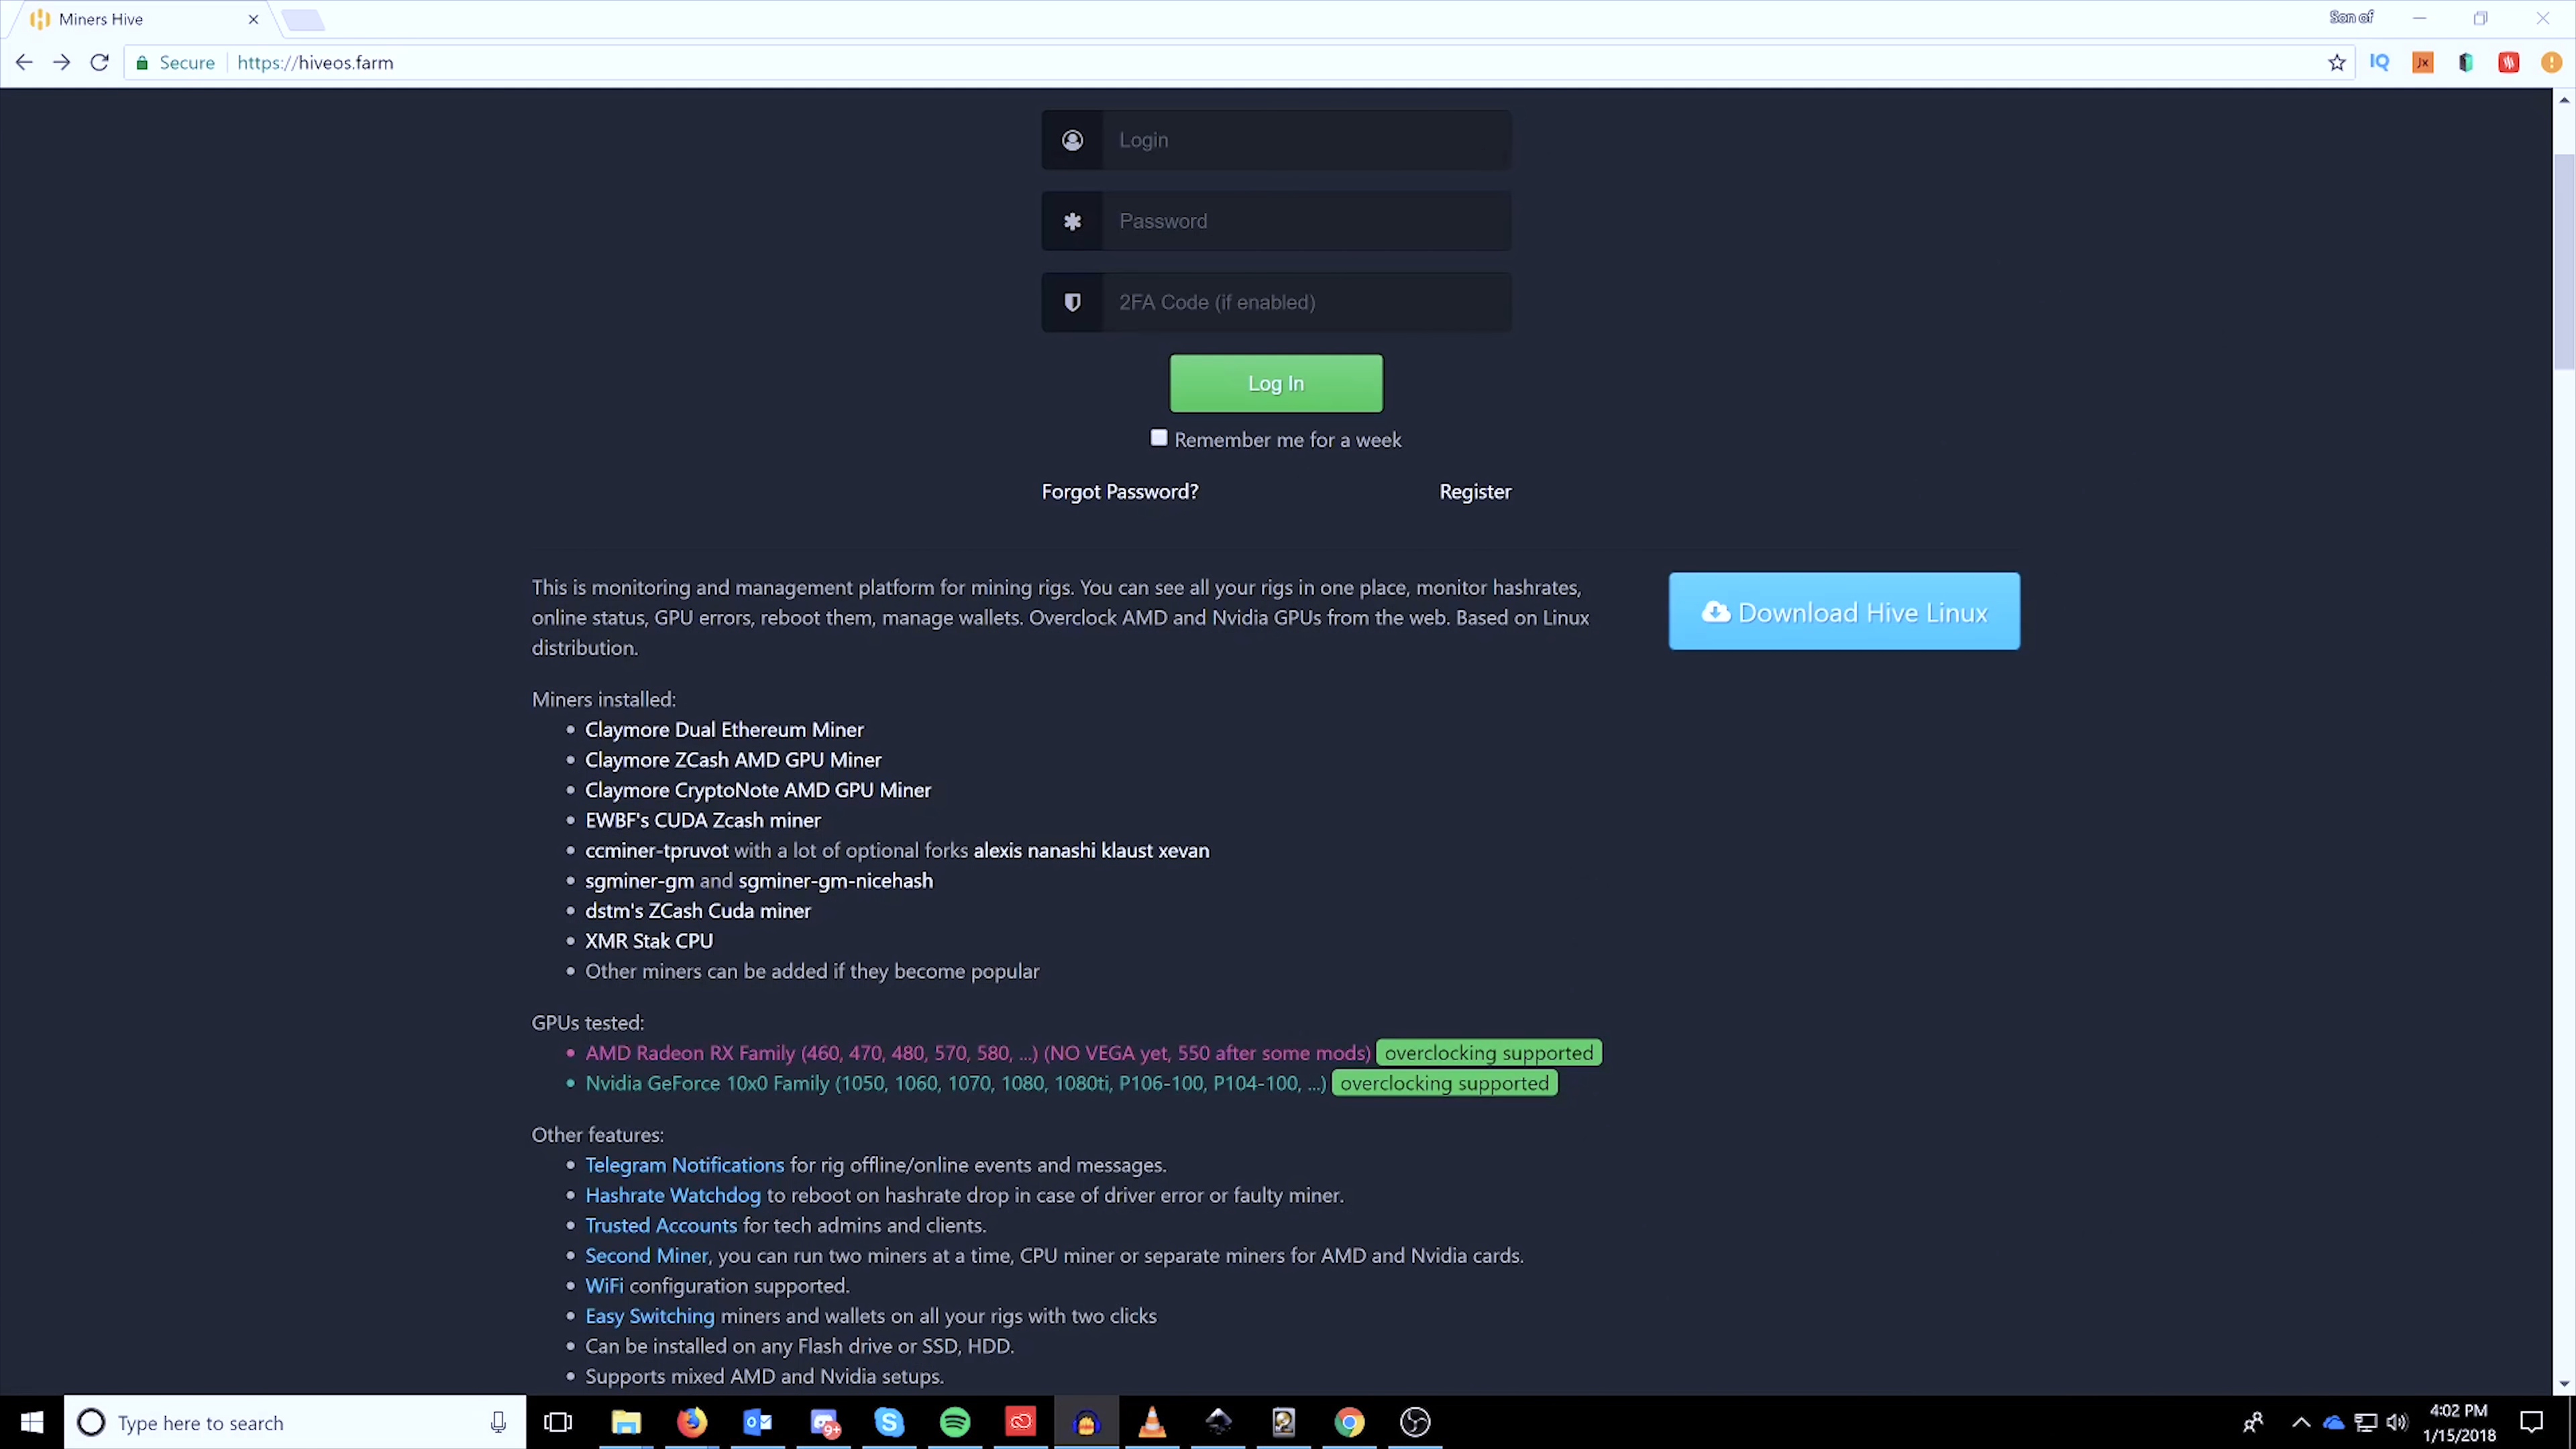 Miners Hive
Son of
Secure
https://hiveos.farm
IQ
Jx
Login
Password
2FA Code (if enabled)
Log In
Remember me for a week
Forgot Password?
Register
This is monitoring and management platform for mining rigs. You can see all your rigs in one place, monitor hashrates,
online status, GPU errors, reboot them, manage wallets. Overclock AMD and Nvidia GPUs from the web. Based on Linux
distribution.
Download Hive Linux
Miners installed:
Claymore Dual Ethereum Miner
Claymore ZCash AMD GPU Miner
Claymore CryptoNote AMD GPU Miner
EWBF's CUDA Zcash miner
ccminer-tpruvot with a lot of optional forks alexis nanashi klaust xevan
sgminer-gm and sgminer-gm-nicehash
dstm's ZCash Cuda miner
XMR Stak CPU
Other miners can be added if they become popular
GPUs tested:
AMD Radeon RX Family (460, 470, 480, 570, 580, ...) (NO VEGA yet, 550 after some mods) overclocking supported
Nvidia GeForce 10x0 Family (1050, 1060, 1070, 1080, 1080ti, P106-100, P104-100, ...) overclocking supported
Other features:
Telegram Notifications for rig offline/online events and messages.
Hashrate Watchdog to reboot on hashrate drop in case of driver error or faulty miner.
Trusted Accounts for tech admins and clients.
Second Miner, you can run two miners at a time, CPU miner or separate miners for AMD and Nvidia cards.
WiFi configuration supported.
Easy Switching miners and wallets on all your rigs with two clicks
Can be installed on any Flash drive or SSD, HDD.
Supports mixed AMD and Nvidia setups.
Type here to search
9+
4:02 PM
1/15/2018